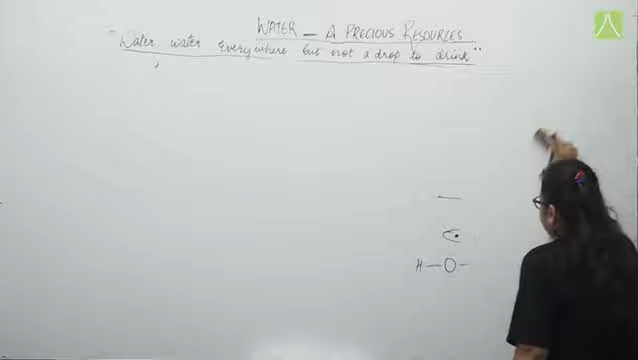 WATER – A PRECIOUS RESOURCES
"Water, water everywhere but not a drop to drink"
H–O–